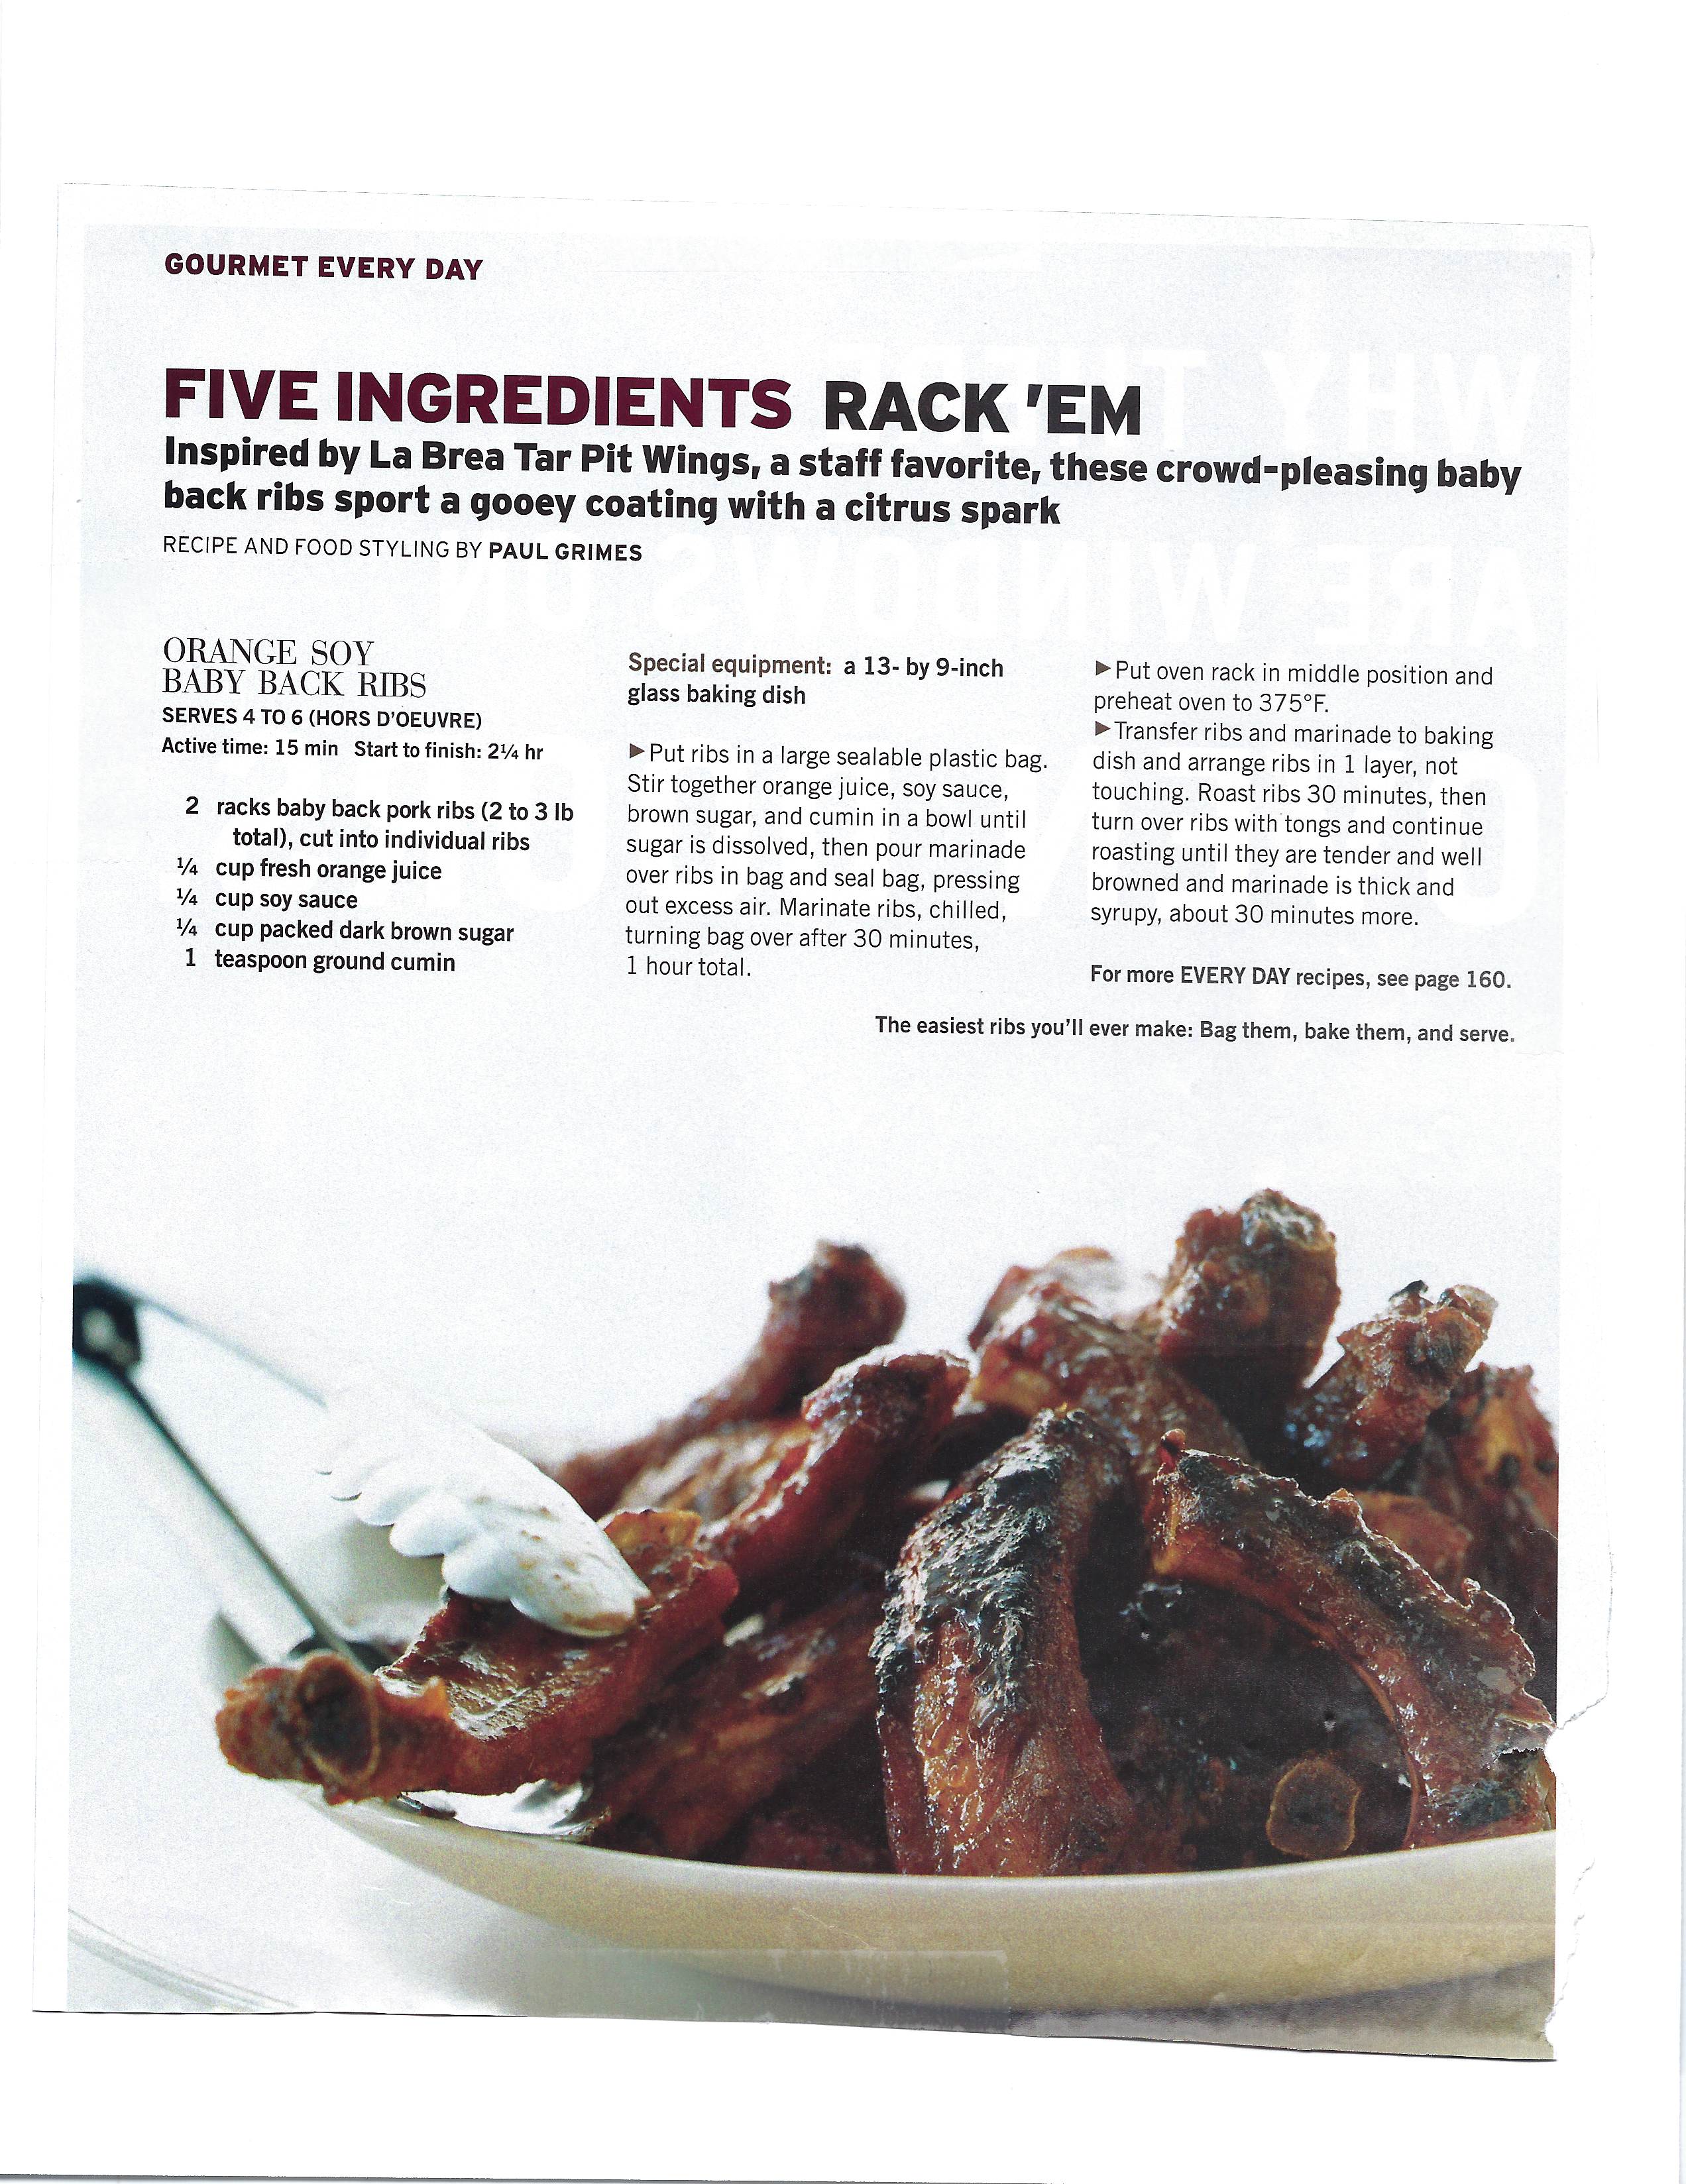 GOURMET EVERY DAY
FIVE INGREDIENTS RACK 'EM
Inspired by La Brea Tar Pit Wings, a staff favorite, these crowd-pleasing baby
back ribs sport a gooey coating with a citrus spark
RECIPE AND FOOD STYLING BY PAUL GRIMES
ORANGE SOY
BABY BACK RIBS
SERVES 4 TO 6 (HORS D'OEUVRE)
Active time: 15 min Start to finish: 2¼ hr
2 racks baby back pork ribs (2 to 3 lb
total), cut into individual ribs
¼ cup fresh orange juice
¼ cup soy sauce
¼ cup packed dark brown sugar
1 teaspoon ground cumin
Special equipment: a 13- by 9-inch
glass baking dish
►Put ribs in a large sealable plastic bag.
Stir together orange juice, soy sauce,
brown sugar, and cumin in a bowl until
sugar is dissolved, then pour marinade
over ribs in bag and seal bag, pressing
out excess air. Marinate ribs, chilled,
turning bag over after 30 minutes,
1 hour total.
►Put oven rack in middle position and
preheat oven to 375°F.
►Transfer ribs and marinade to baking
dish and arrange ribs in 1 layer, not
touching. Roast ribs 30 minutes, then
turn over ribs with tongs and continue
roasting until they are tender and well
browned and marinade is thick and
syrupy, about 30 minutes more.
For more EVERY DAY recipes, see page 160.
The easiest ribs you'll ever make: Bag them, bake them, and serve.